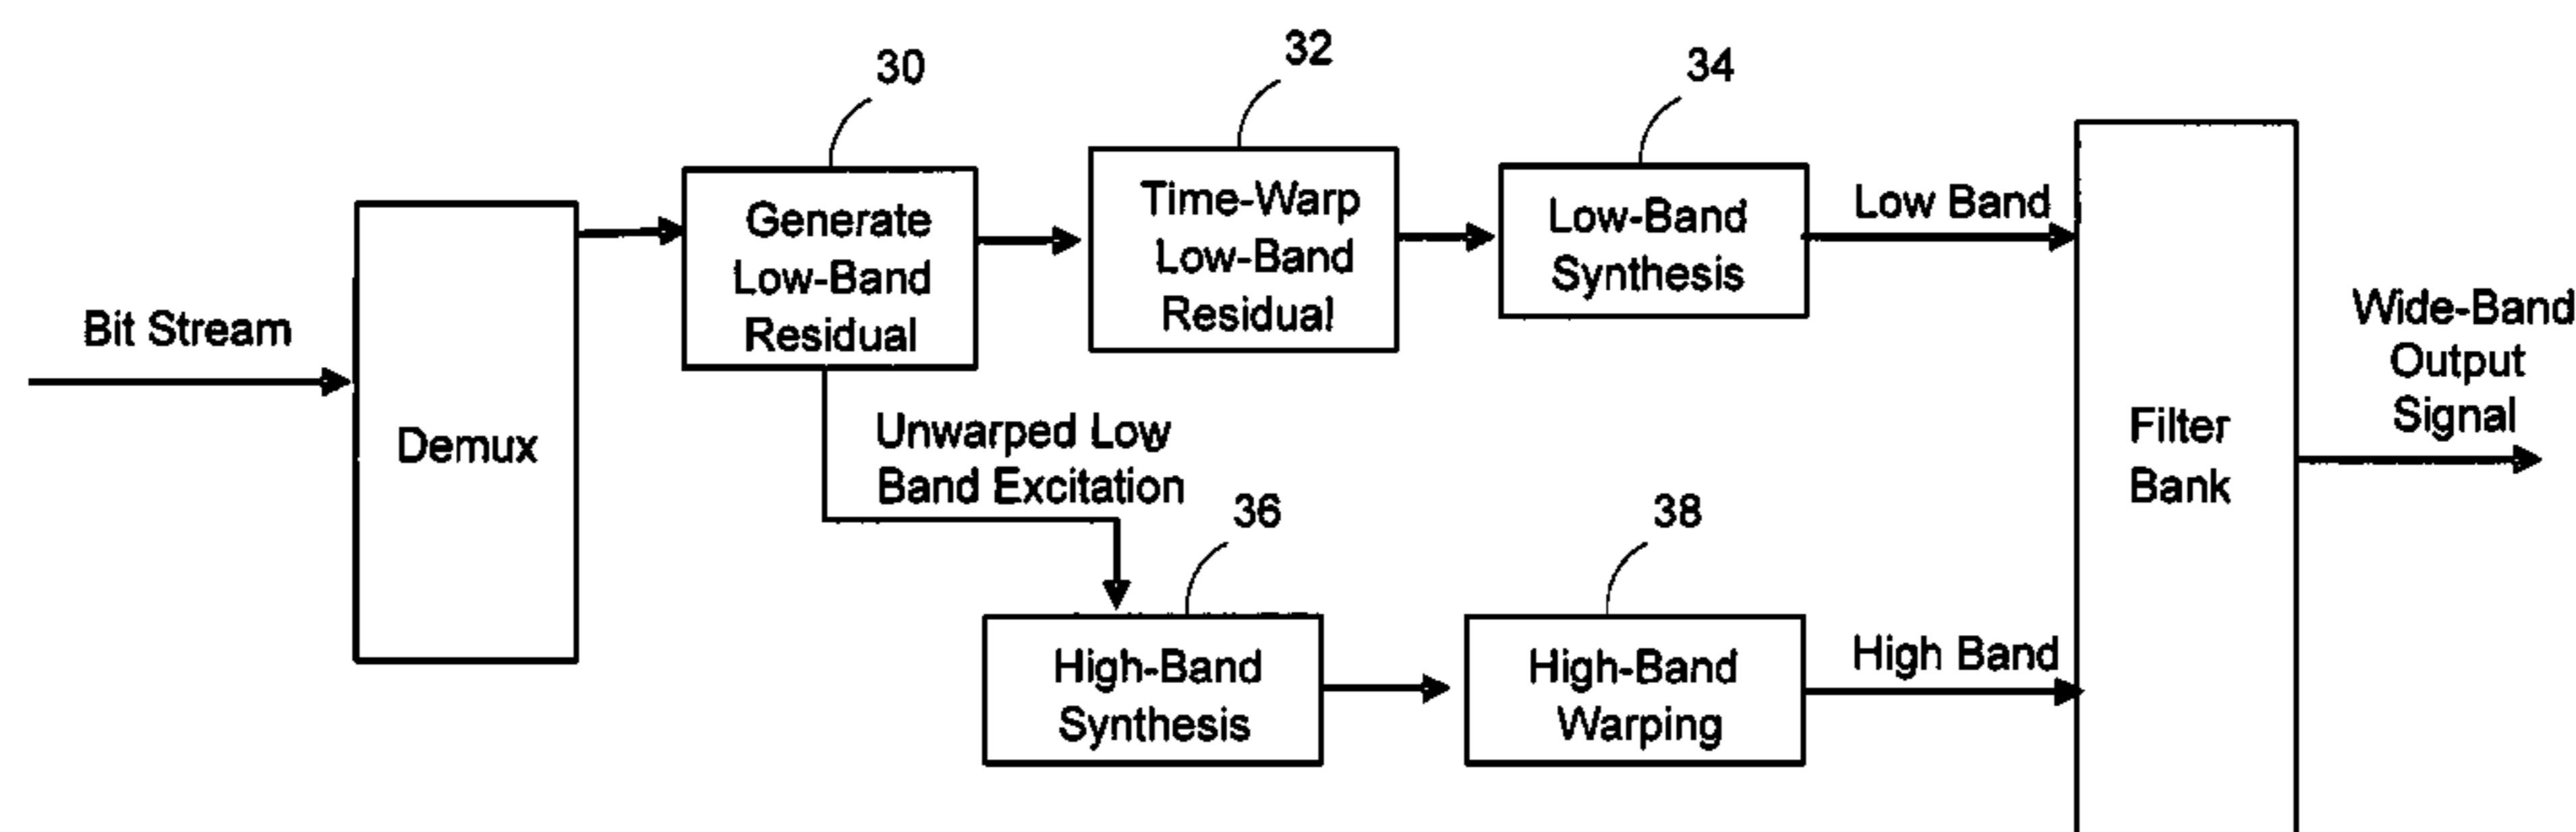 30
32
34
Generate
Low-Band
Residual
Time-Warp
Low-Band
Residual
Low-Band
Synthesis
Low Band
Bit Stream
Demux
Unwarped Low
Band Excitation
36
38
High-Band
Synthesis
High-Band
Warping
High Band
Filter
Bank
Wide-Band
Output
Signal